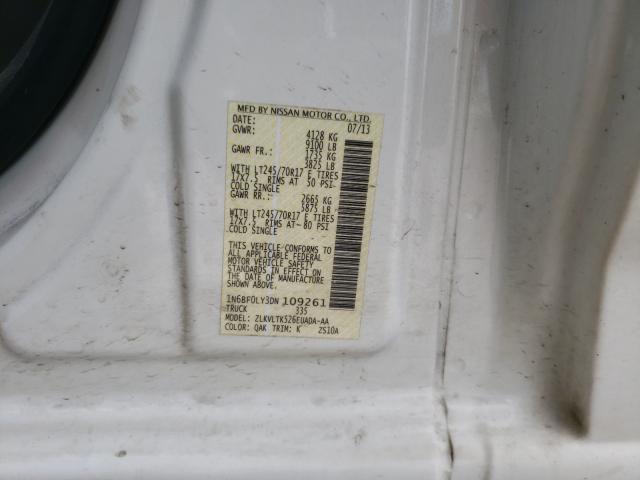 MFD BY NISSAN MOTOR CO., LTD.
DATE: 07/13
GVWR: 4128 KG
9100 LB
GAWR FR.: 1735 KG
3825 LB
WITH LT245/70R17 E TIRES
17X7.5 RIMS AT 50 PSI
COLD SINGLE
GAWR RR.: 2665 KG
5875 LB
WITH LT245/70R17 E TIRES
17X7.5 RIMS AT 80 PSI
COLD SINGLE
THIS VEHICLE CONFORMS TO
ALL APPLICABLE FEDERAL
MOTOR VEHICLE SAFETY
STANDARDS IN EFFECT ON
THE DATE OF MANUFACTURE
SHOWN ABOVE.
1N6BF0LY3DN109261
TRUCK 335
MODEL: ZLKVLTK526EUADA-AA
COLOR: QAK TRIM: K ZS10A